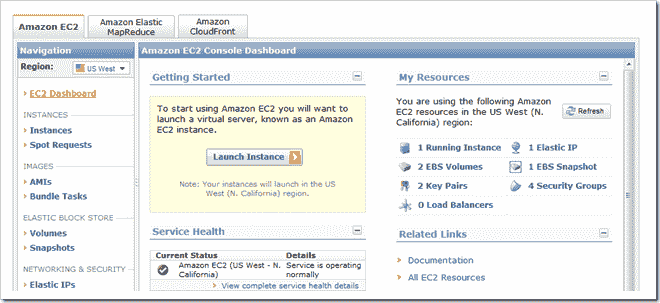 Amazon EC2
Amazon Elastic
MapReduce
Amazon
CloudFront
Navigation
Region: US West
EC2 Dashboard
INSTANCES
Instances
Spot Requests
IMAGES
AMIs
Bundle Tasks
ELASTIC BLOCK STORE
Volumes
Snapshots
NETWORKING & SECURITY
Elastic IPs
Amazon EC2 Console Dashboard
Getting Started
To start using Amazon EC2 you will want to
launch a virtual server, known as an Amazon
EC2 instance.
Launch Instance
Note: Your instances will launch in the US
West (N. California) region.
Service Health
Current Status Details
Amazon EC2 (US West - N. Service is operating
California) normally
View complete service health details
My Resources
You are using the following Amazon
EC2 resources in the US West (N.
California) region:
Refresh
1 Running Instance 1 Elastic IP
2 EBS Volumes 1 EBS Snapshot
2 Key Pairs 4 Security Groups
0 Load Balancers
Related Links
Documentation
All EC2 Resources